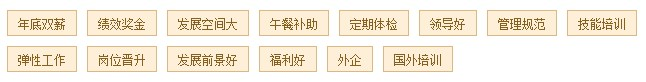 年底双薪 绩效奖金 发展空间大 午餐补助 定期体检 领导好 管理规范 技能培训
弹性工作 岗位晋升 发展前景好 福利好 外企 国外培训